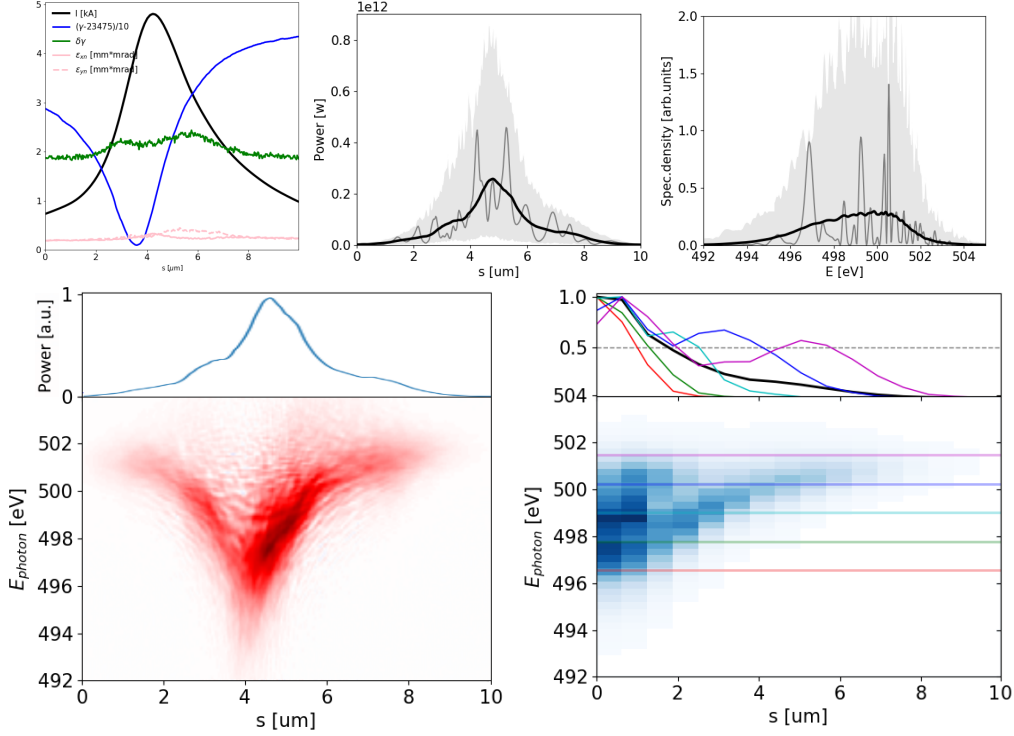 I [kA]
(γ-23475)/10
δγ
ε_xn [mm*mrad]
ε_yn [mm*mrad]
5
4
3
2
1
0
0 2 4 6 8
s [μm]
1e12
Power [w]
0.8
0.6
0.4
0.2
0.0
0 2 4 6 8 10
s [um]
Spec.density [arb.units]
2.0
1.5
1.0
0.5
0.0
492 494 496 498 500 502 504
E [eV]
Power [a.u.]
1
0
E_photon [eV]
502
500
498
496
494
492
0 2 4 6 8 10
s [um]
1.0
0.5
504
E_photon [eV]
502
500
498
496
494
492
0 2 4 6 8 10
s [um]